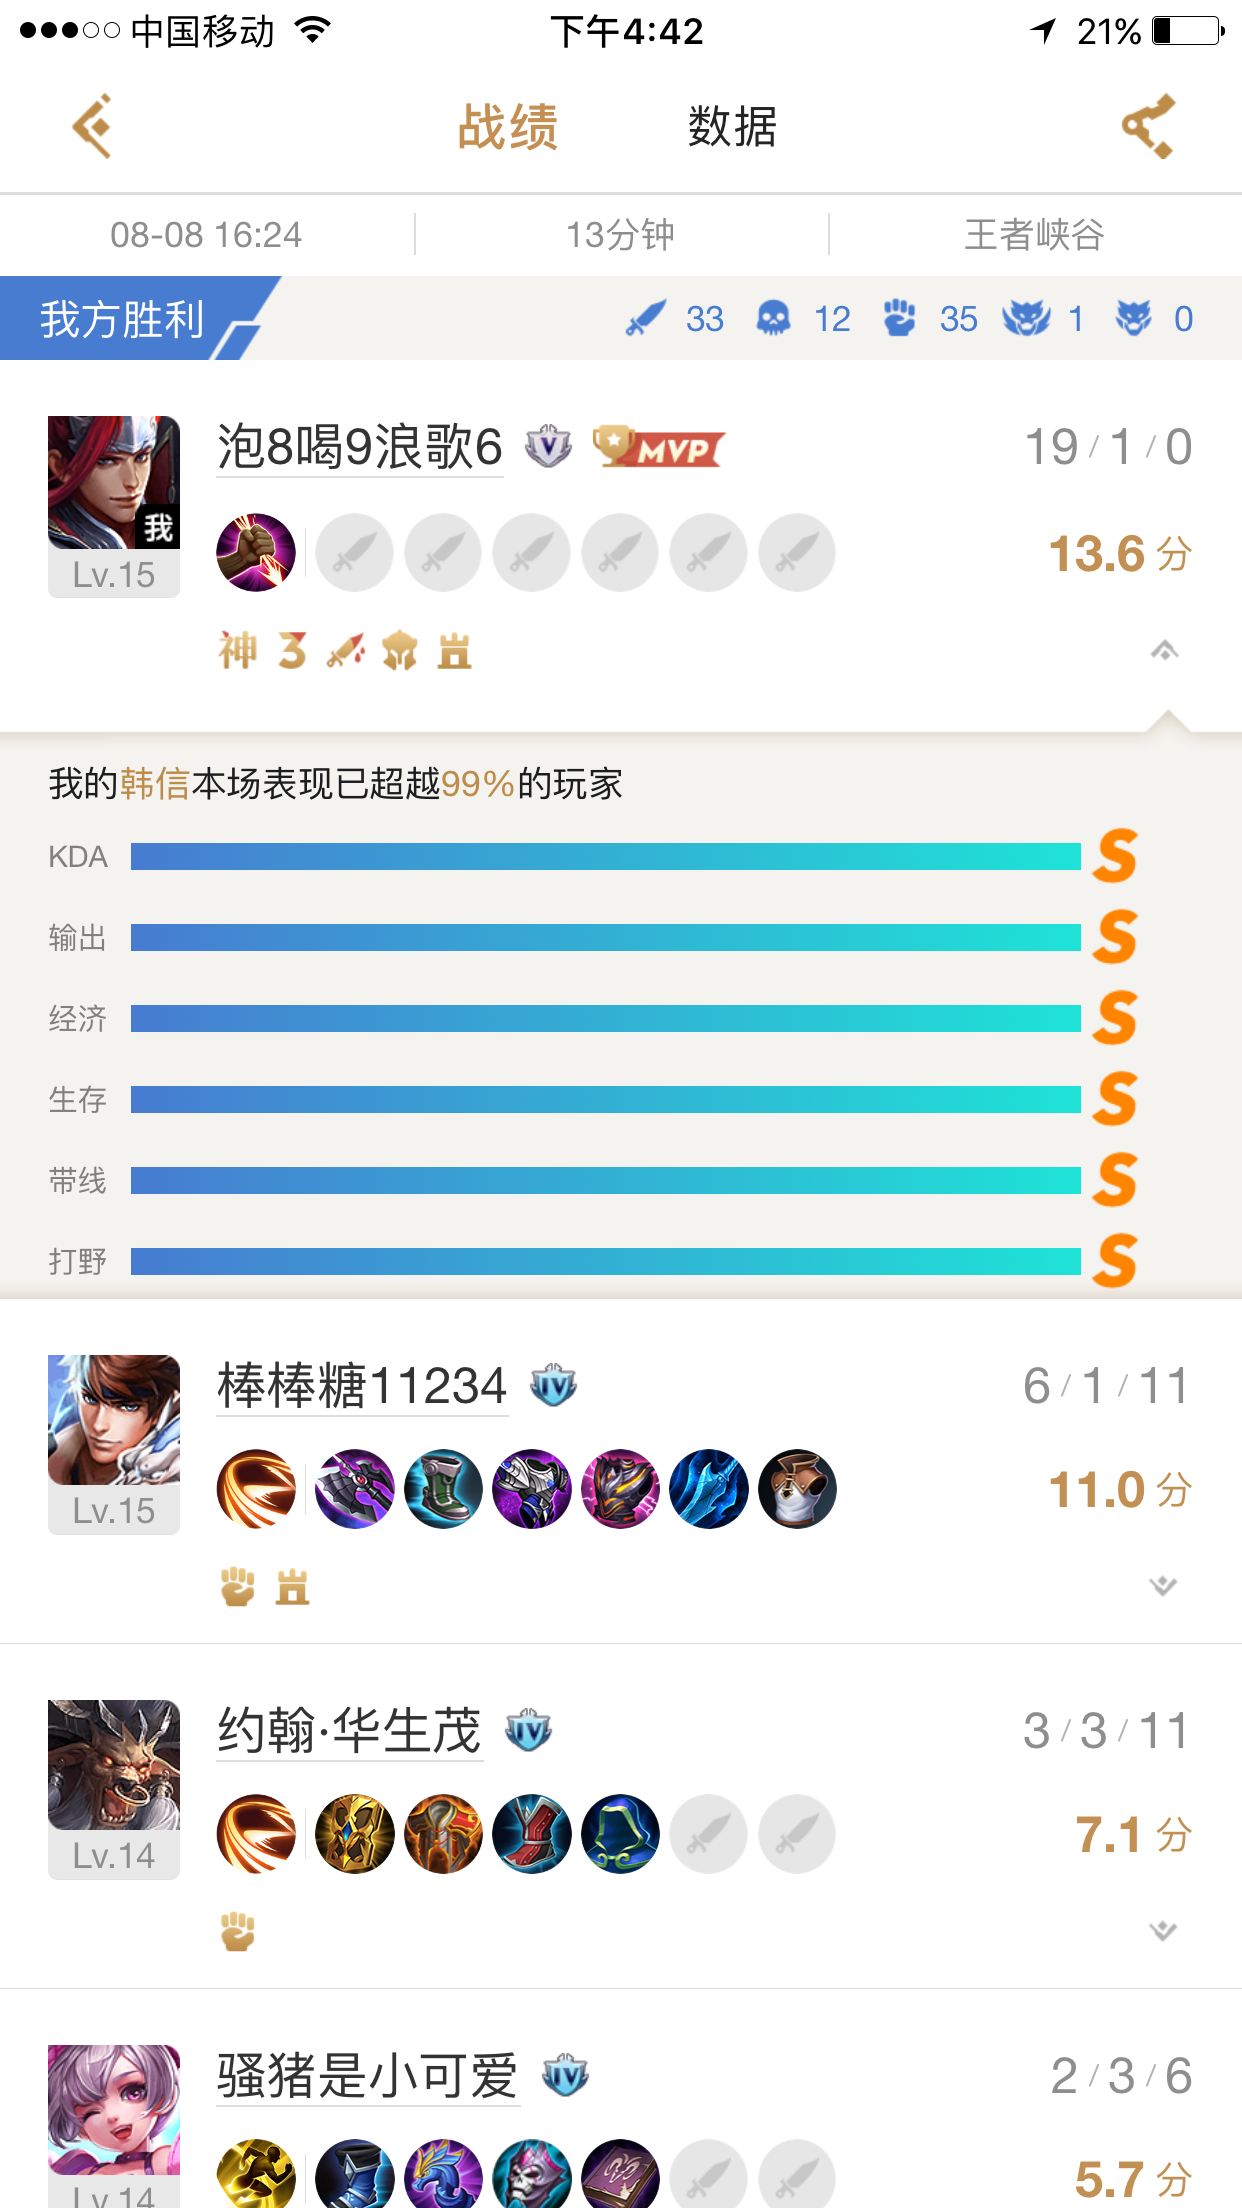 中国移动 下午4:42 21%
战绩 数据
08-08 16:24 13分钟 王者峡谷
我方胜利 33 12 35 1 0
泡8喝9浪歌6 V MVP 19/1/0
我
Lv.15
13.6 分
神 3
我的韩信本场表现已超越99%的玩家
KDA S
输出 S
经济 S
生存 S
带线 S
打野 S
棒棒糖11234 IV 6/1/11
Lv.15
11.0 分
约翰·华生茂 IV 3/3/11
Lv.14
7.1 分
骚猪是小可爱 IV 2/3/6
Lv.14
5.7 分